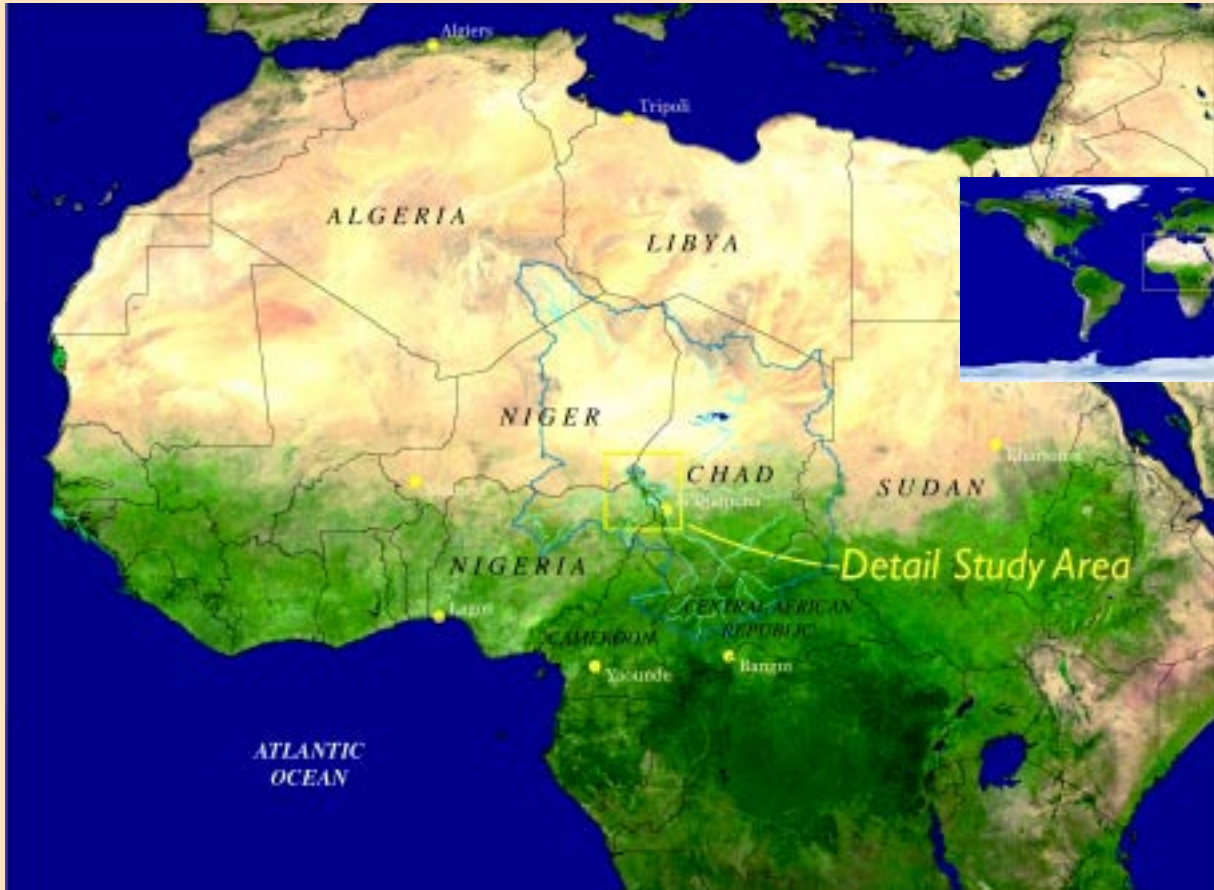 Algiers
Tripoli
ALGERIA
LIBYA
NIGER
CHAD
SUDAN
Khartoum
NIGERIA
Detail Study Area
Lagos
CENTRAL AFRICAN
REPUBLIC
CAMEROON
Yaounde
ATLANTIC
OCEAN